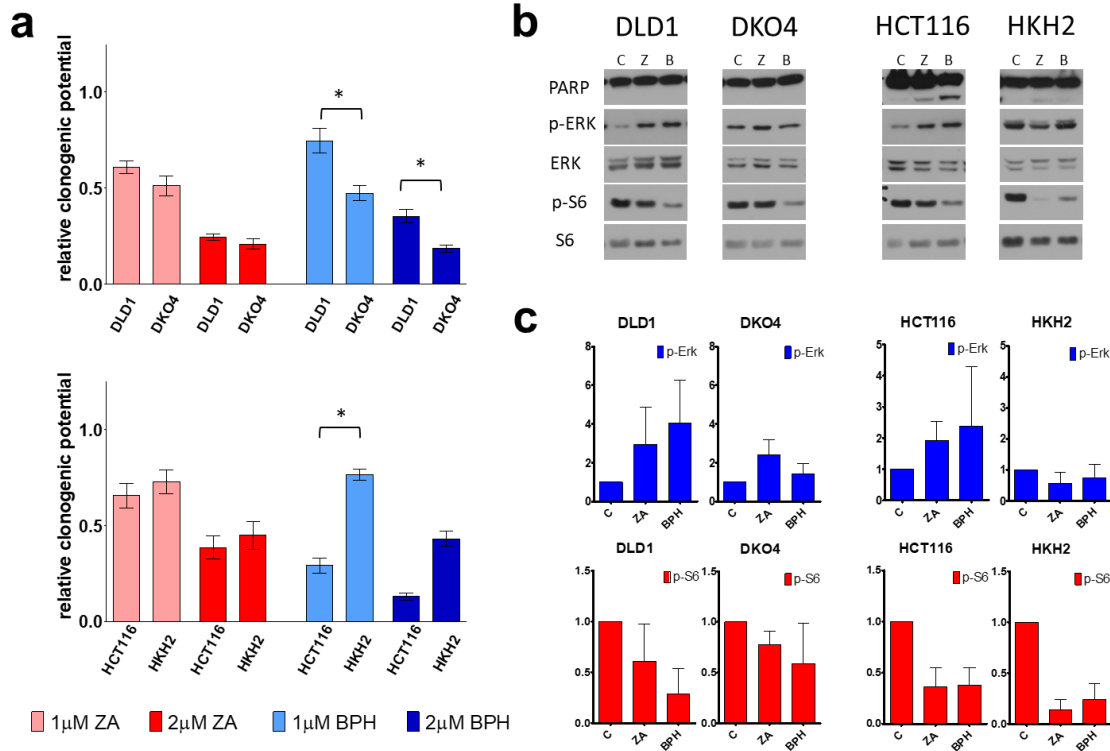 a
relative clonogenic potential
1.0
0.5
0.0
DLD1 DKO4 DLD1 DKO4 DLD1 DKO4 DLD1 DKO4
* *
relative clonogenic potential
1.0
0.5
0.0
HCT116 HKH2 HCT116 HKH2 HCT116 HKH2 HCT116 HKH2
*
1μM ZA 2μM ZA 1μM BPH 2μM BPH
b
DLD1 DKO4 HCT116 HKH2
C Z B C Z B C Z B C Z B
PARP
p-ERK
ERK
p-S6
S6
c
DLD1 DKO4 HCT116 HKH2
p-Erk p-Erk p-Erk p-Erk
8 8 5 5
6 6 4 4
4 4 3 3
2 2 2 2
1 1
0 0 0 0
C ZA BPH C ZA BPH C ZA BPH C ZA BPH
DLD1 DKO4 HCT116 HKH2
p-S6 p-S6 p-S6 p-S6
1.5 1.5 1.5 1.5
1.0 1.0 1.0 1.0
0.5 0.5 0.5 0.5
0.0 0.0 0.0 0.0
C ZA BPH C ZA BPH C ZA BPH C ZA BPH